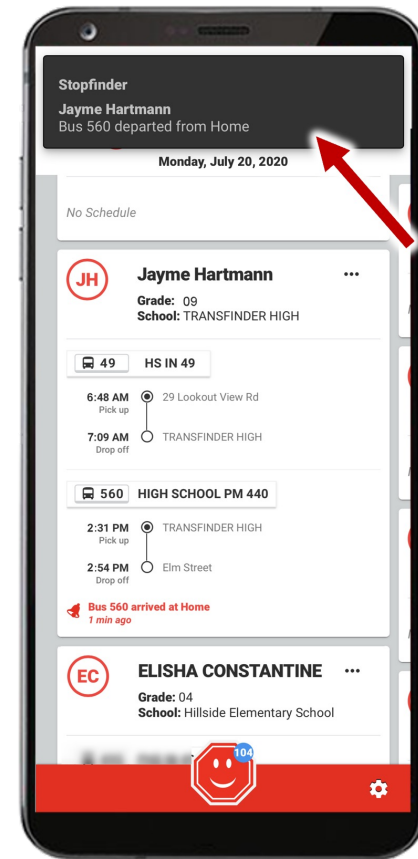 Stopfinder
Jayme Hartmann
Bus 560 departed from Home
Monday, July 20, 2020
No Schedule
JH
Jayme Hartmann
Grade: 09
School: TRANSFINDER HIGH
49 HS IN 49
6:48 AM 29 Lookout View Rd
Pick up
7:09 AM TRANSFINDER HIGH
Drop off
560 HIGH SCHOOL PM 440
2:31 PM TRANSFINDER HIGH
Pick up
2:54 PM Elm Street
Drop off
Bus 560 arrived at Home
1 min ago
EC
ELISHA CONSTANTINE
Grade: 04
School: Hillside Elementary School
104